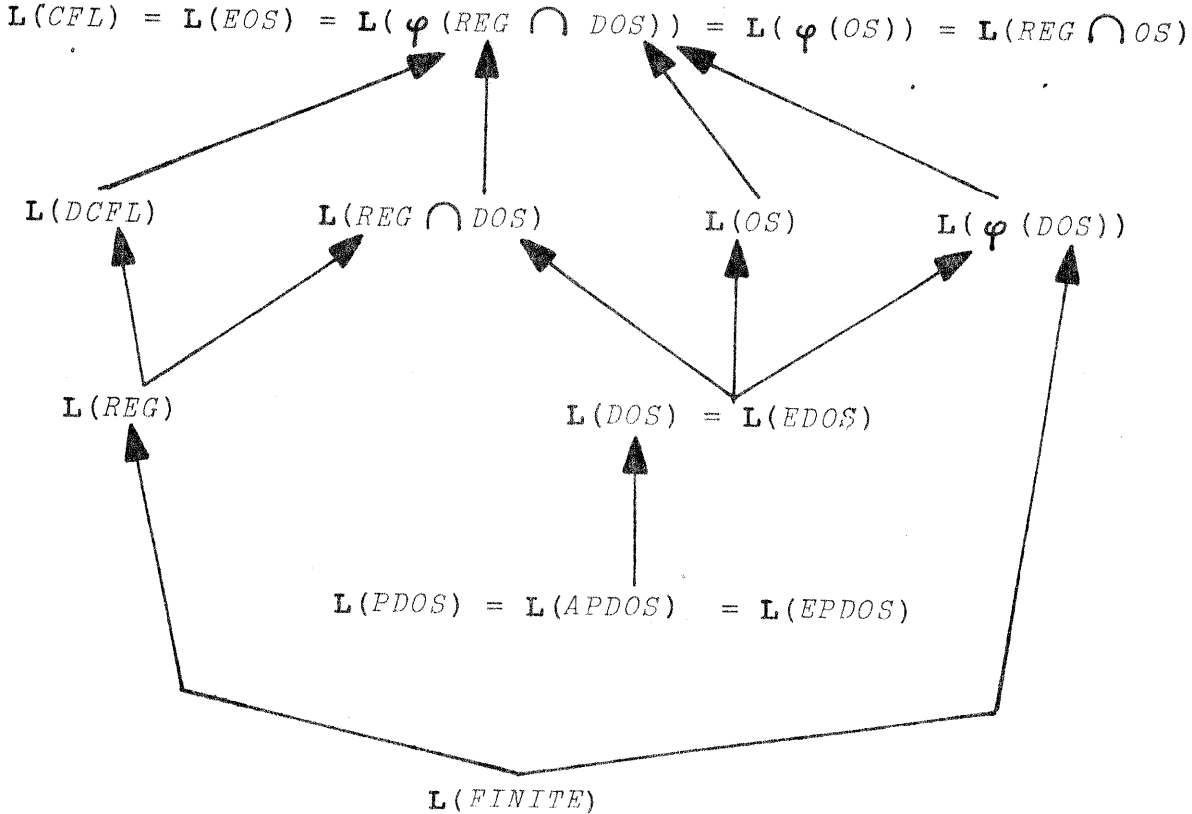 L(CFL) = L(EOS) = L(φ(REG ∩ DOS)) = L(φ(OS)) = L(REG ∩ OS)
L(DCFL) L(REG ∩ DOS) L(OS) L(φ(DOS))
L(REG) L(DOS) = L(EDOS)
L(PDOS) = L(APDOS) = L(EPDOS)
L(FINITE)